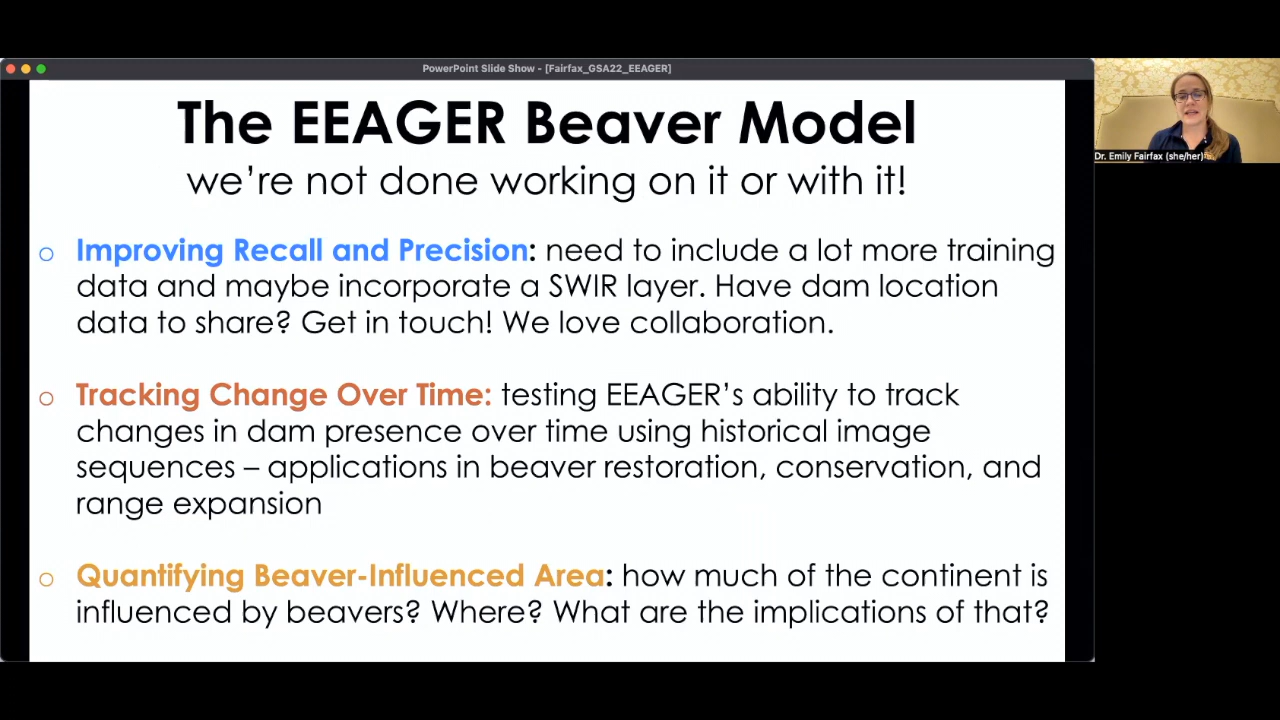 PowerPoint Slide Show - [Fairfax_GSA22_EEAGER]
The EEAGER Beaver Model
we’re not done working on it or with it!
Dr. Emily Fairfax (she/her)
o Improving Recall and Precision: need to include a lot more training
data and maybe incorporate a SWIR layer. Have dam location
data to share? Get in touch! We love collaboration.
o Tracking Change Over Time: testing EEAGER’s ability to track
changes in dam presence over time using historical image
sequences – applications in beaver restoration, conservation, and
range expansion
o Quantifying Beaver-Influenced Area: how much of the continent is
influenced by beavers? Where? What are the implications of that?